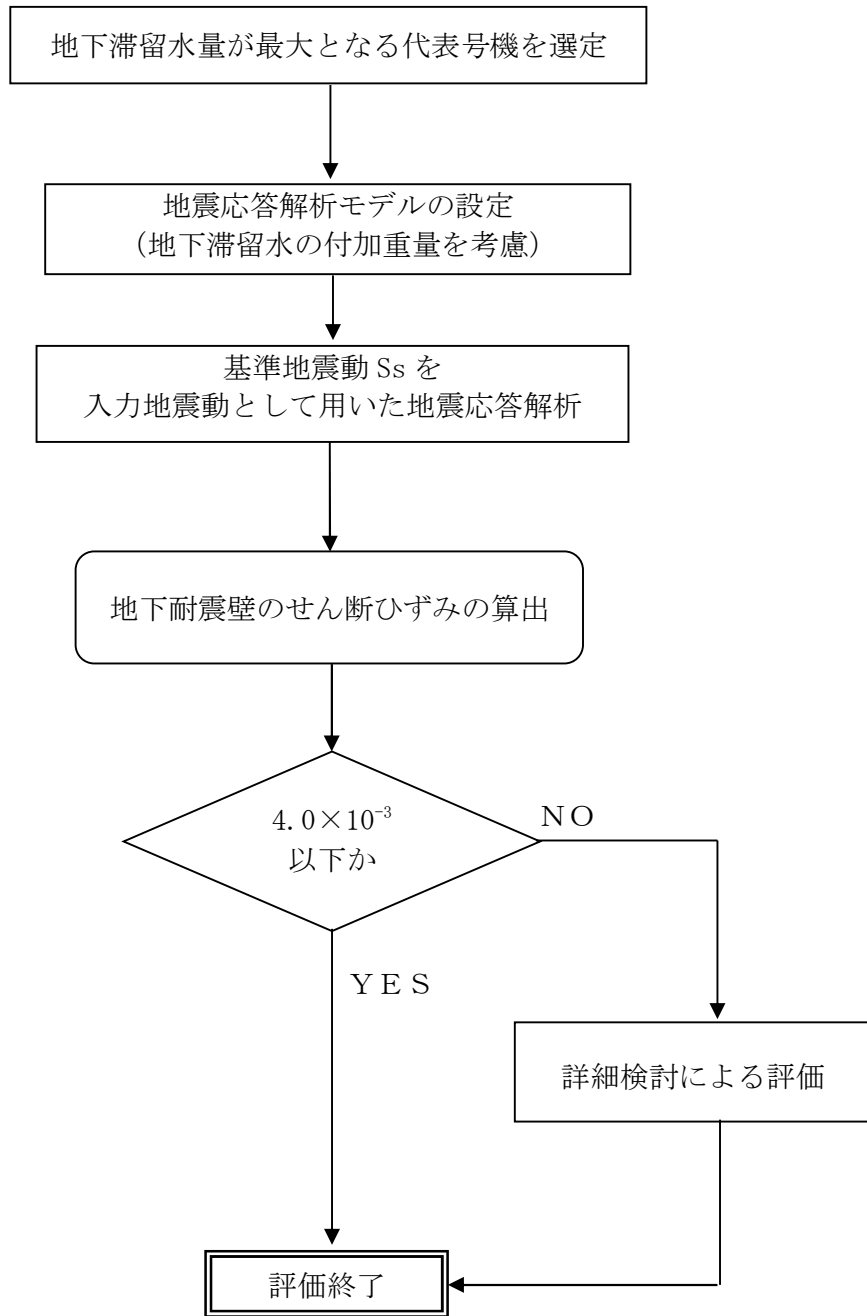 地下滞留水量が最大となる代表号機を選定
地震応答解析モデルの設定
（地下滞留水の付加重量を考慮）
基準地震動 Ss を
入力地震動として用いた地震応答解析
地下耐震壁のせん断ひずみの算出
4.0×10⁻³
以下か
ＮＯ
ＹＥＳ
詳細検討による評価
評価終了